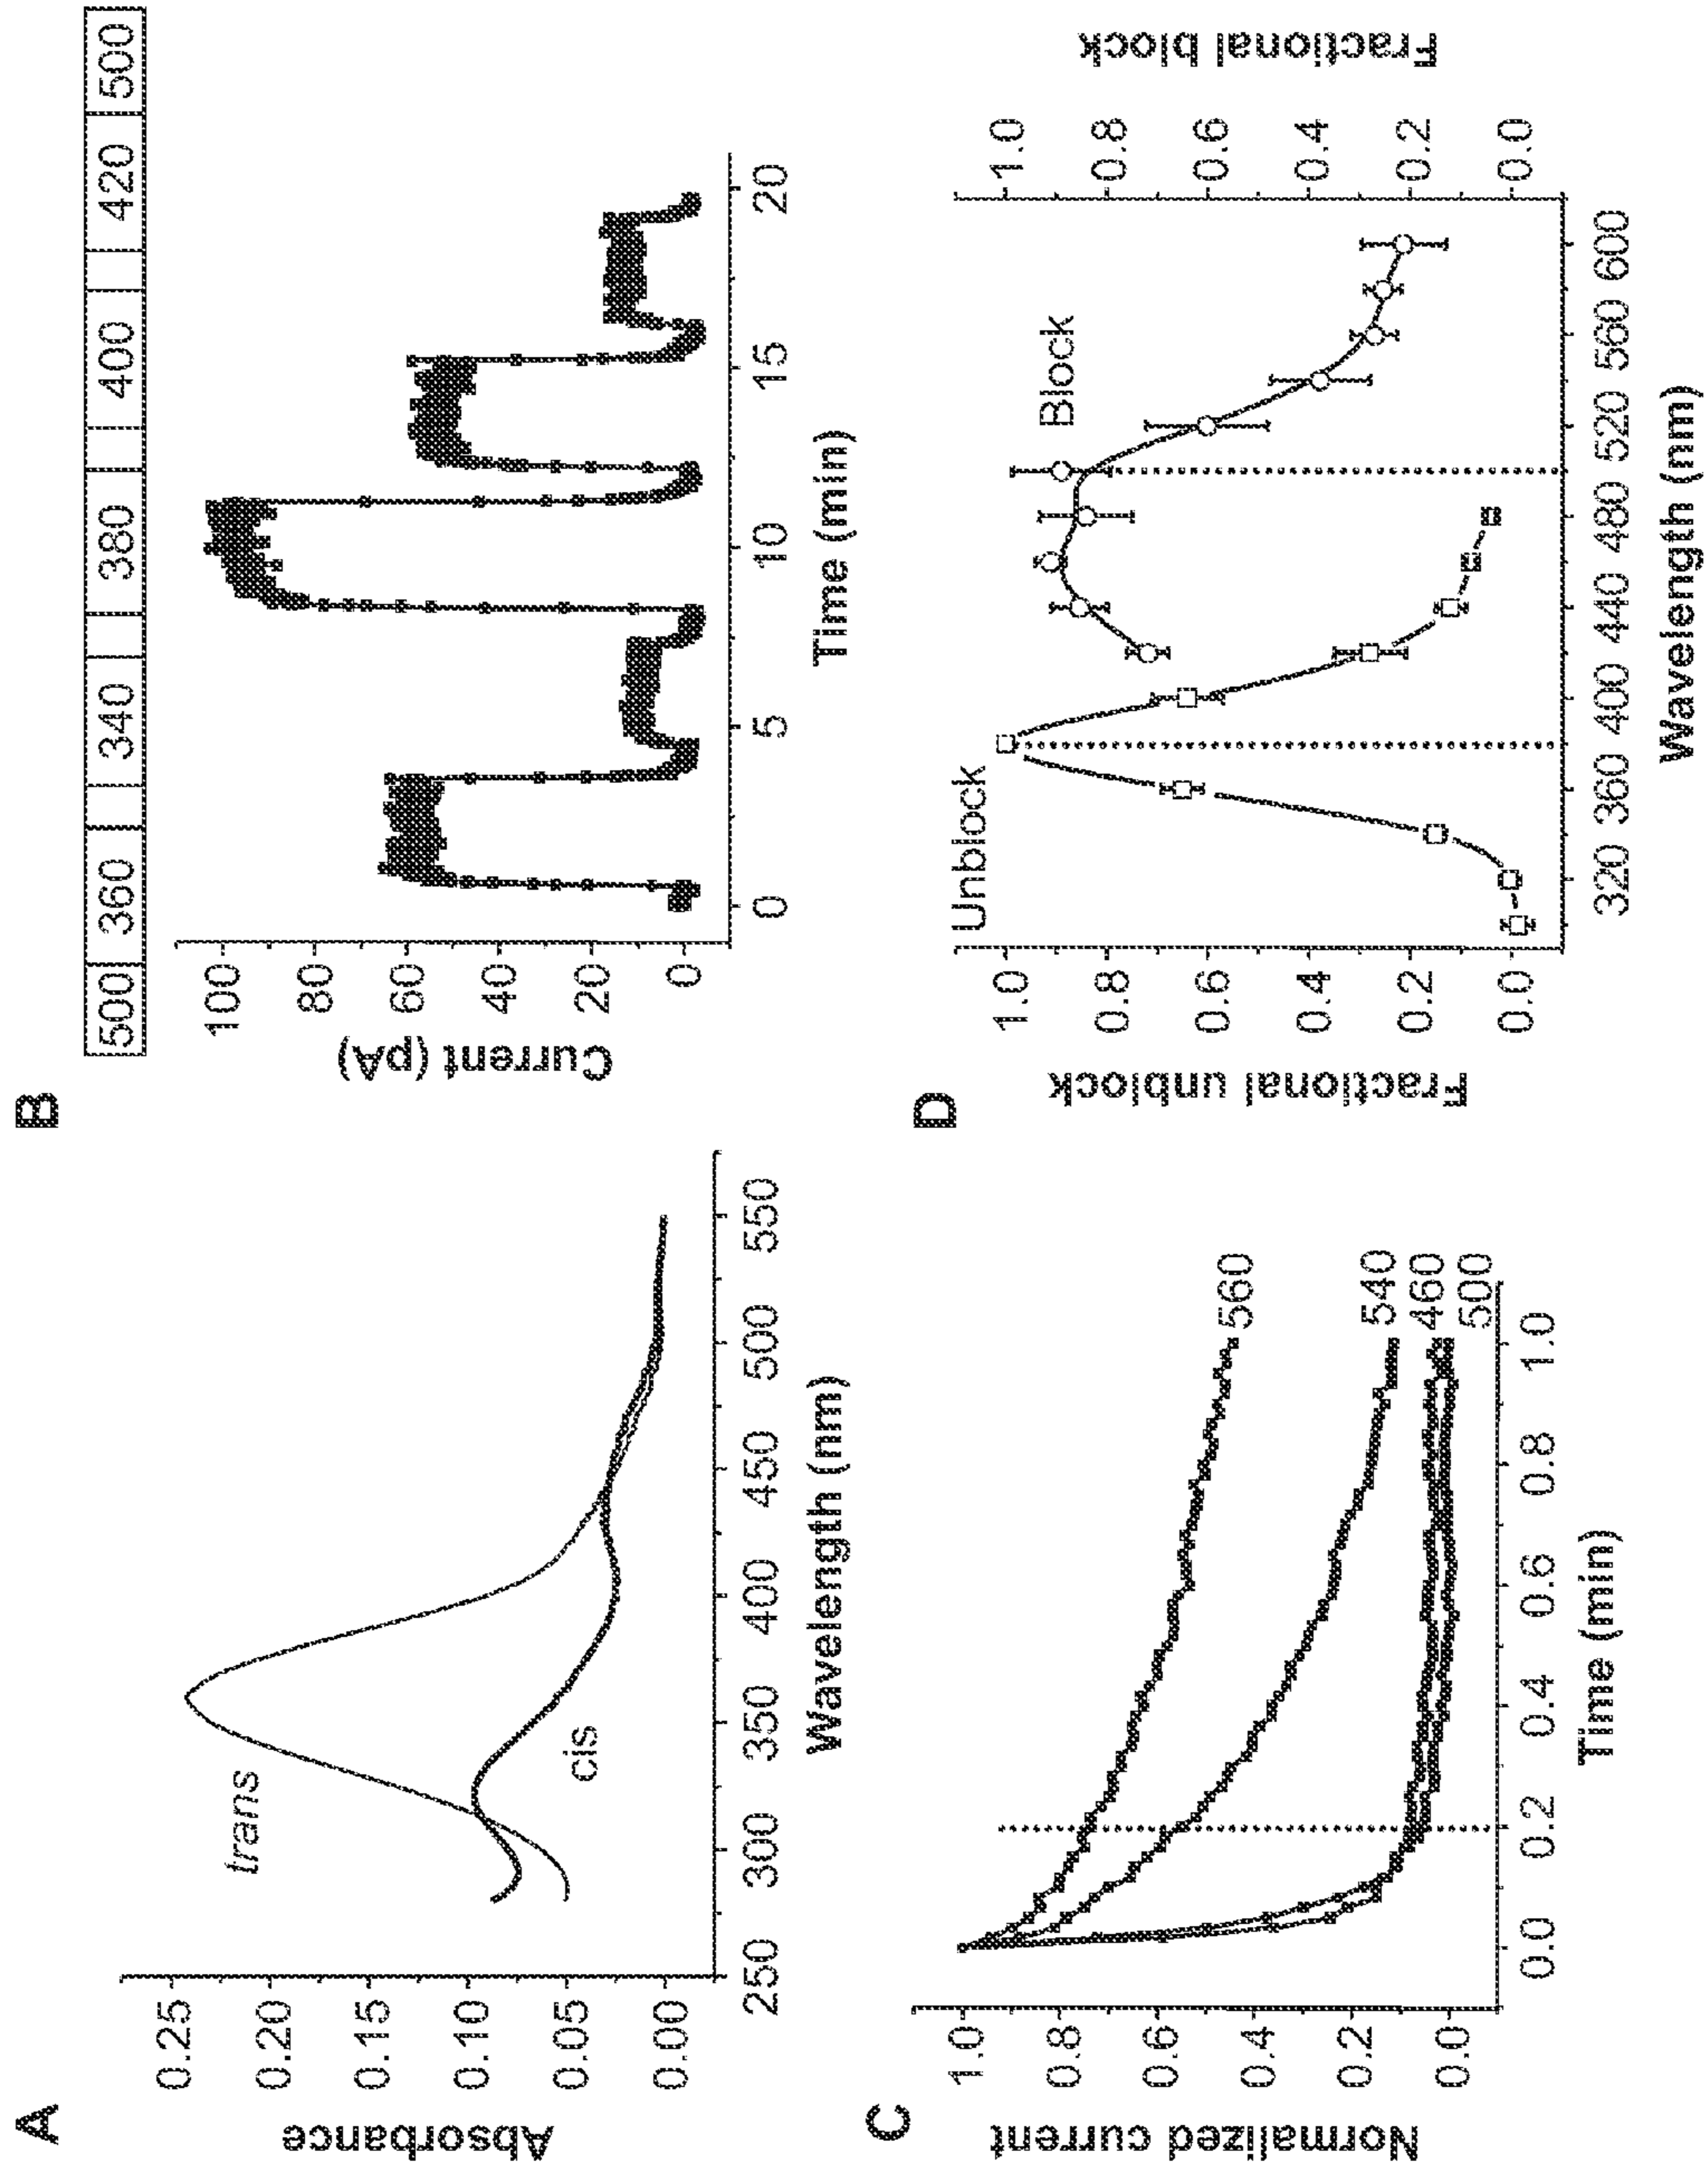 A
Absorbance
0.25
0.20
0.15
0.10
0.05
0.00
trans
cis
250 300 350 400 450 500 550
Wavelength (nm)
B
500 360 340 380 400 420 500
Current (pA)
100
80
60
40
20
0
0 5 10 15 20
Time (min)
C
Normalized current
1.0
0.8
0.6
0.4
0.2
0.0
560
540
460
500
0.0 0.2 0.4 0.6 0.8 1.0
Time (min)
D
Fractional unblock
1.0
0.8
0.6
0.4
0.2
0.0
Unblock
Block
1.0
0.8
0.6
0.4
0.2
0.0
Fractional block
320 360 400 440 480 520 560 600
Wavelength (nm)